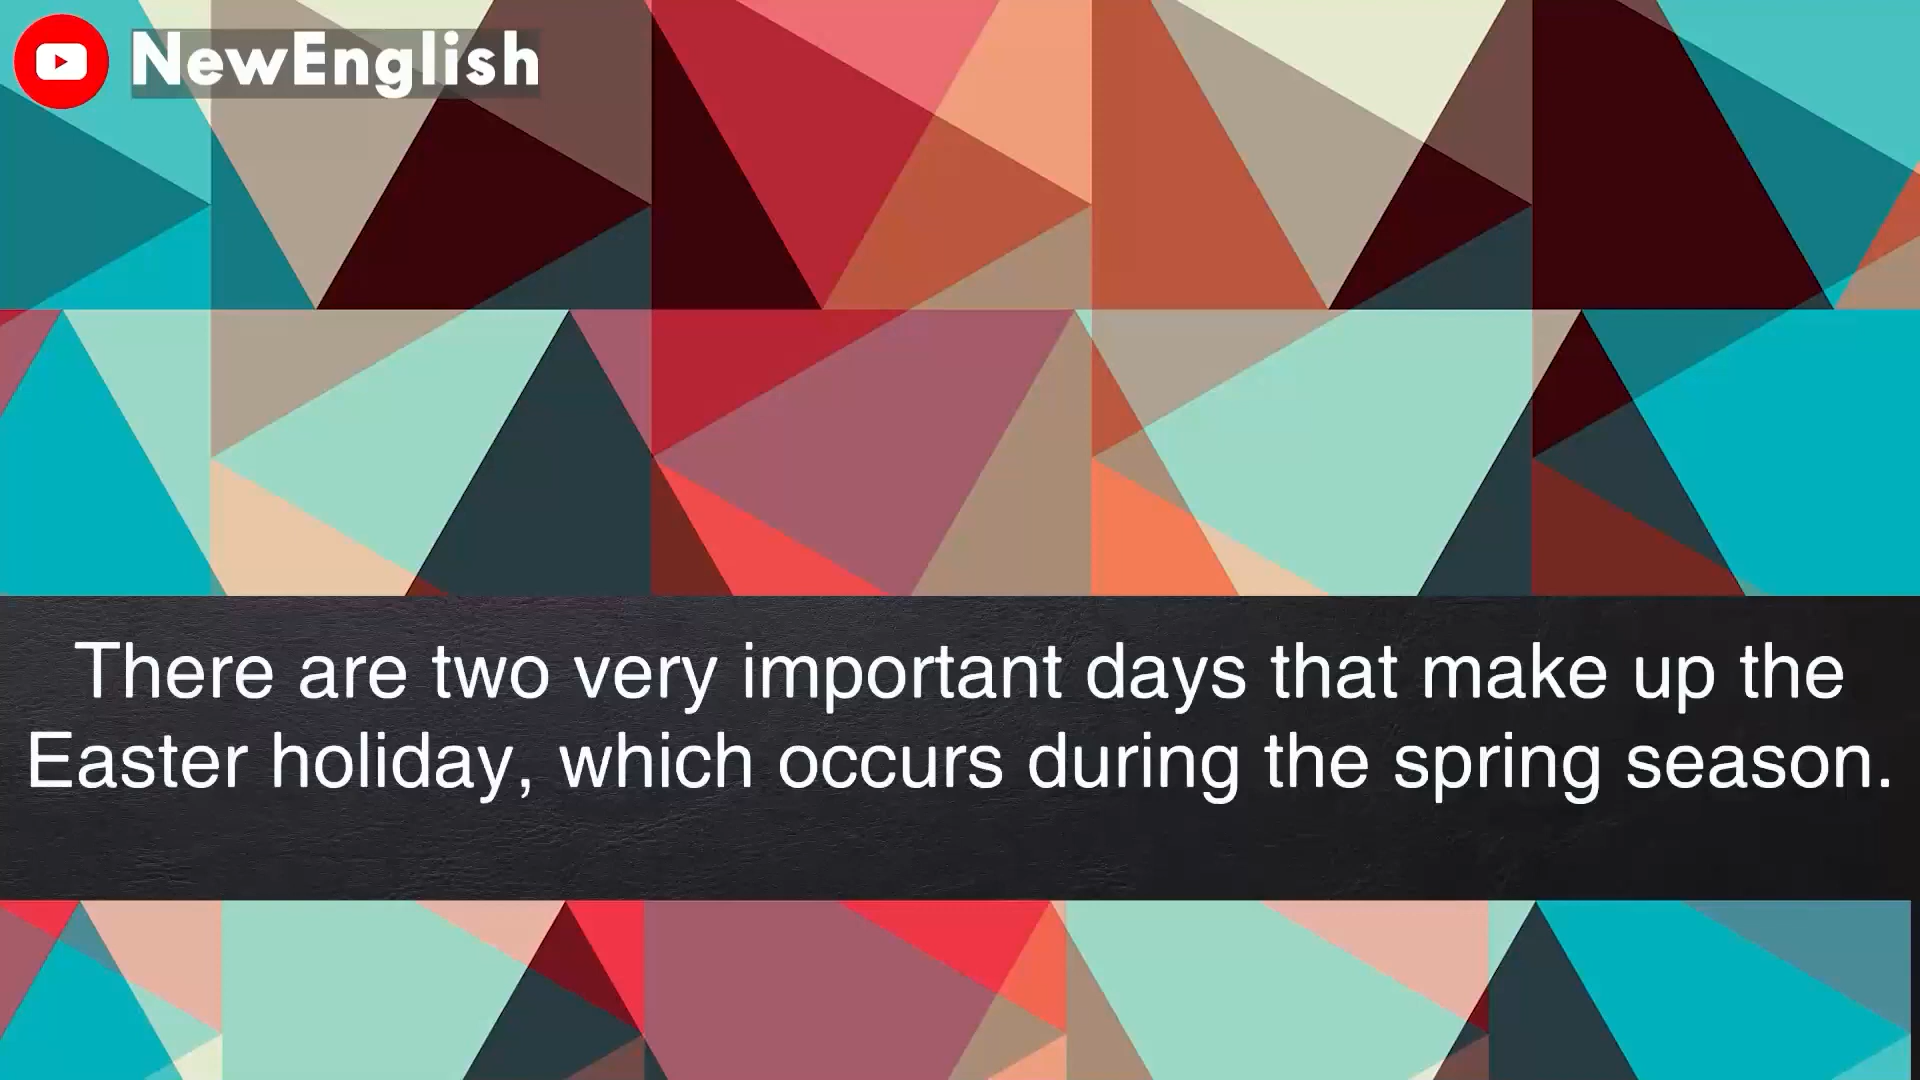 NewEnglish
There are two very important days that make up the
Easter holiday, which occurs during the spring season.